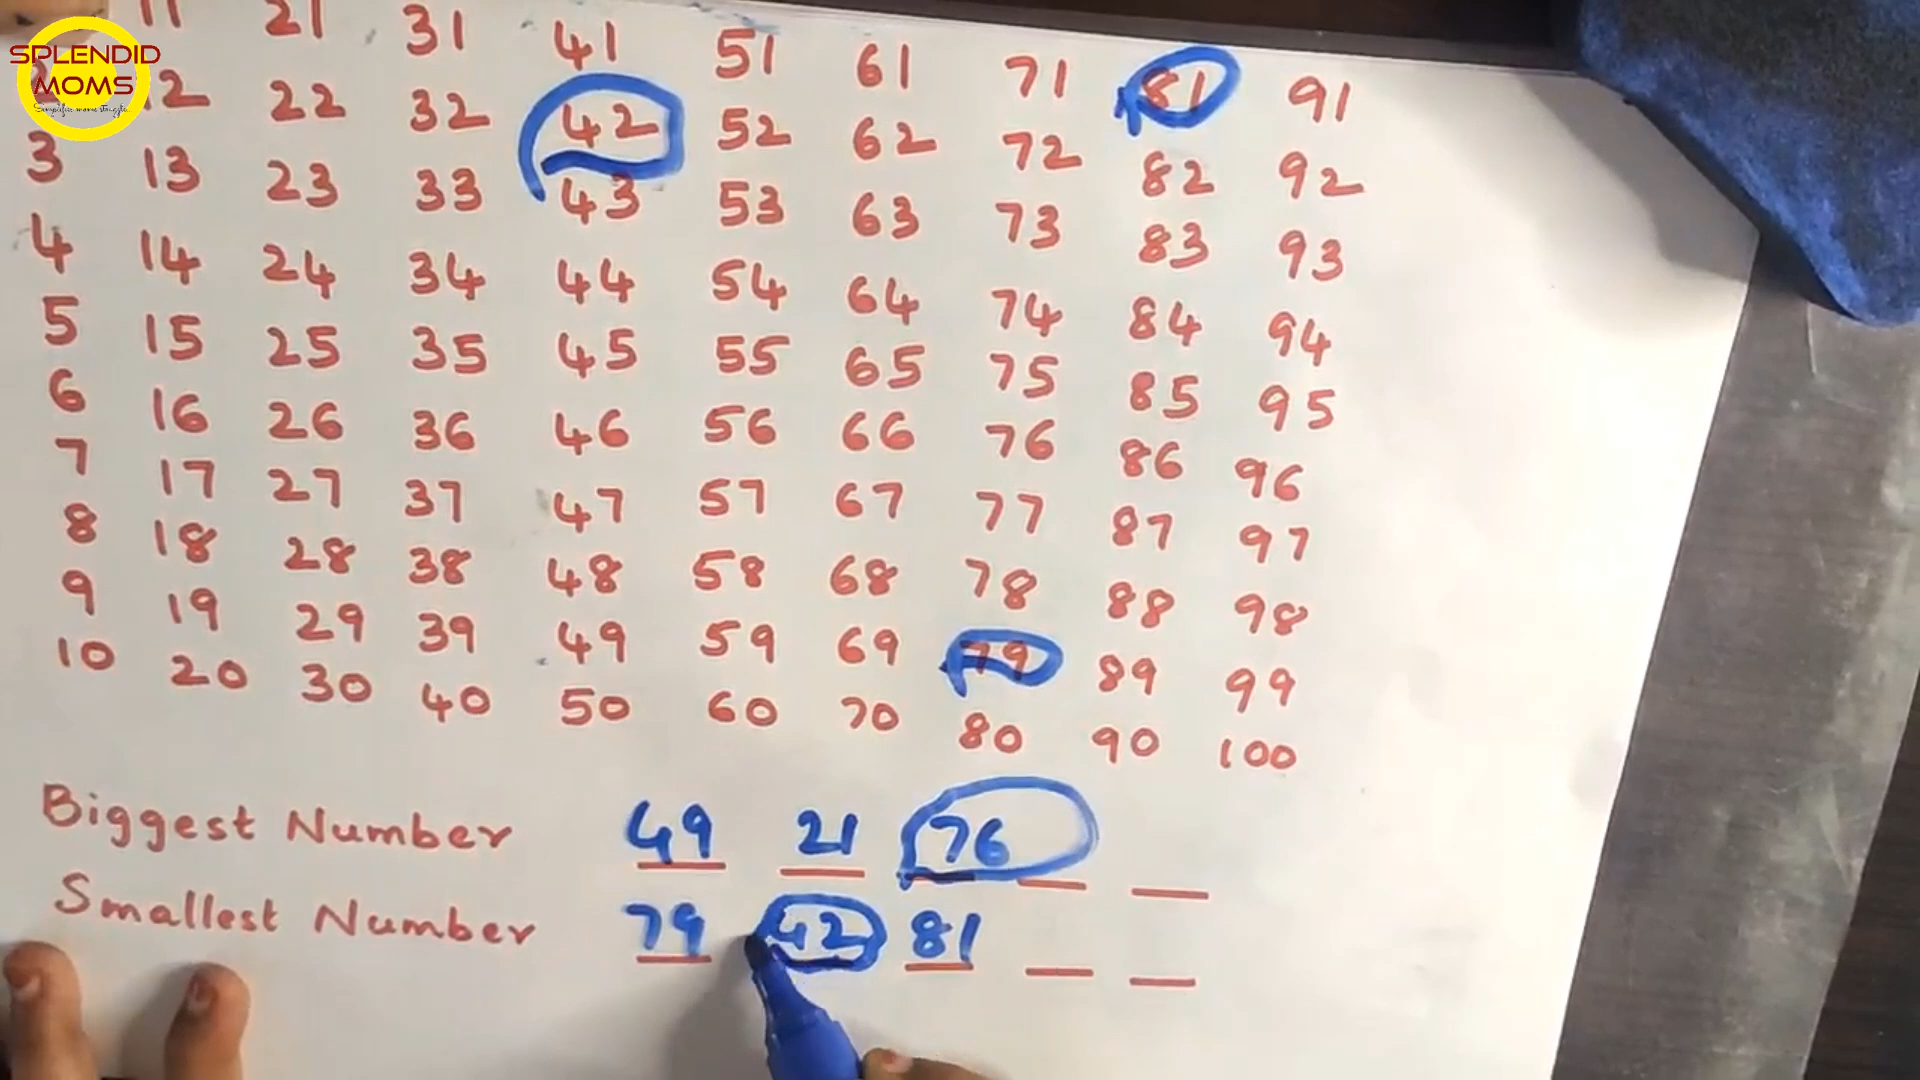 SPLENDID
MOMS
11 21 31 41 51 61 71 81 91
2 12 22 32 42 52 62 72 82 92
3 13 23 33 43 53 63 73 83 93
4 14 24 34 44 54 64 74 84 94
5 15 25 35 45 55 65 75 85 95
6 16 26 36 46 56 66 76 86 96
7 17 27 37 47 57 67 77 87 97
8 18 28 38 48 58 68 78 88 98
9 19 29 39 49 59 69 79 89 99
10 20 30 40 50 60 70 80 90 100
Biggest Number 49 21 76
Smallest Number 79 42 81